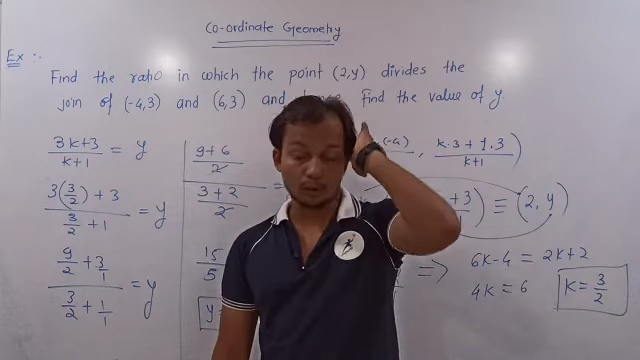 Co-ordinate Geometry
Ex :-
Find the ratio in which the point (2,y) divides the
join of (-4,3) and (6,3) and find the value of y
3k+3/k+1 = y
3(3/2)+3 / 3/2+1 = y
9/2+3/1 / 3/2+1/1 = y
9+6/2
3+2/2 =
15/5
y
, k·3+1·3/k+1)
+3) ≡ (2, y)
⇒ 6k-4 = 2k+2
4k = 6
k = 3/2